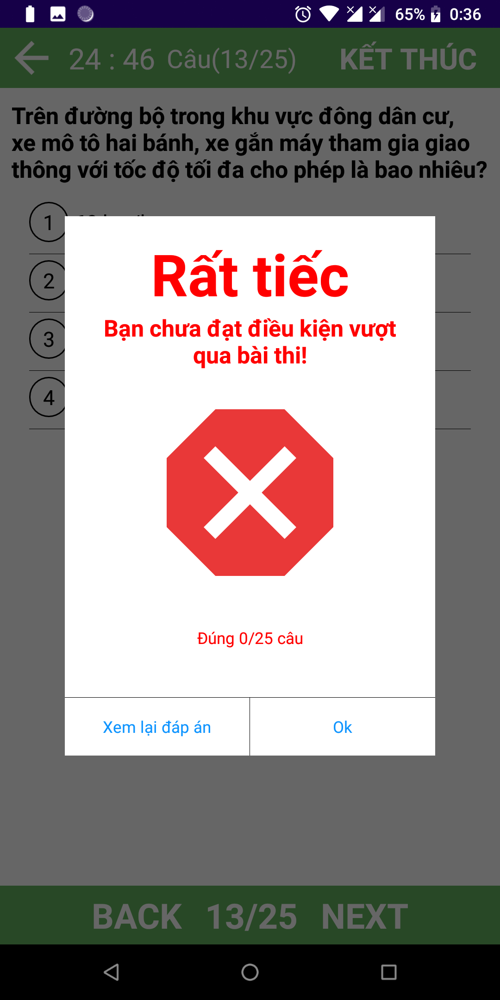 65% 0:36
24 : 46 Câu(13/25) KẾT THÚC
Trên đường bộ trong khu vực đông dân cư,
xe mô tô hai bánh, xe gắn máy tham gia giao
thông với tốc độ tối đa cho phép là bao nhiêu?
1
2
3
4
Rất tiếc
Bạn chưa đạt điều kiện vượt
qua bài thi!
Đúng 0/25 câu
Xem lại đáp án Ok
BACK 13/25 NEXT